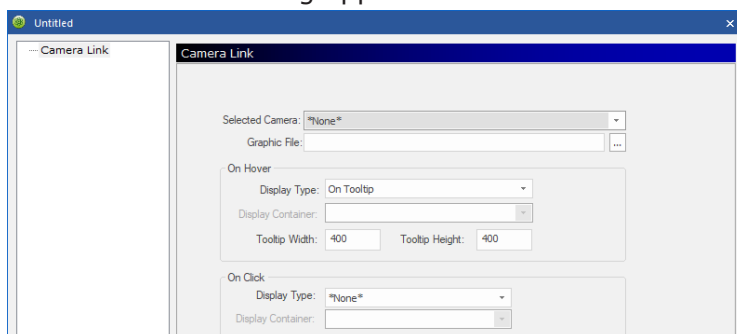 Untitled
Camera Link
Camera Link
Selected Camera: *None*
Graphic File:
...
On Hover
Display Type: On Tooltip
Display Container:
Tooltip Width: 400 Tooltip Height: 400
On Click
Display Type: *None*
Display Container: